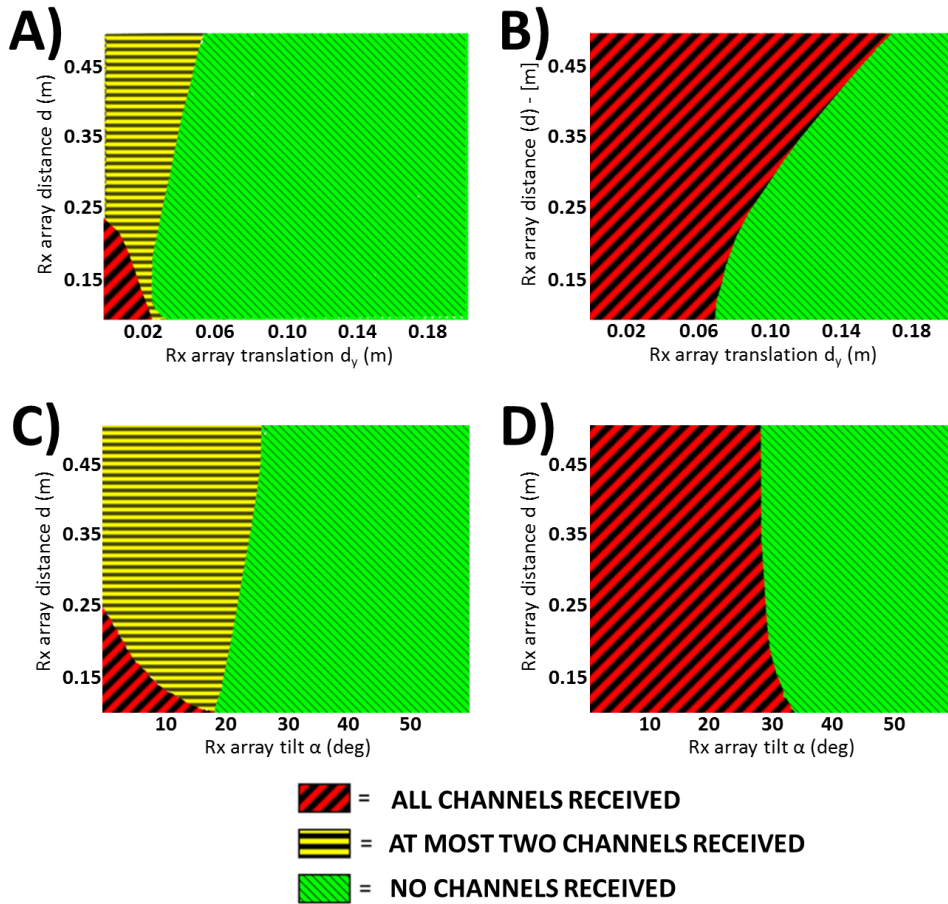 A)
B)
0.45
0.35
0.25
0.15
Rx array distance d (m)
0.02 0.06 0.10 0.14 0.18
Rx array translation dy (m)
0.45
0.35
0.25
0.15
Rx array distance (d) - [m]
0.02 0.06 0.10 0.14 0.18
Rx array translation dy (m)
C)
D)
0.45
0.35
0.25
0.15
Rx array distance d (m)
10 20 30 40 50
Rx array tilt α (deg)
0.45
0.35
0.25
0.15
Rx array distance d (m)
10 20 30 40 50
Rx array tilt α (deg)
= ALL CHANNELS RECEIVED
= AT MOST TWO CHANNELS RECEIVED
= NO CHANNELS RECEIVED